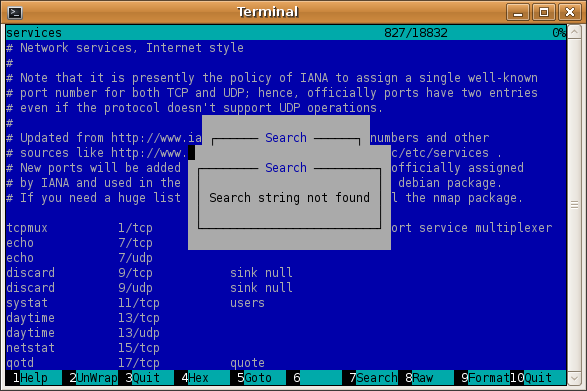 Terminal
services 827/18832 0%
# Network services, Internet style
#
# Note that it is presently the policy of IANA to assign a single well-known
# port number for both TCP and UDP; hence, officially ports have two entries
# even if the protocol doesn't support UDP operations.
#
# Updated from http://www.ia numbers and other
Search
# sources like http://www. c/etc/services .
# New ports will be added officially assigned
Search
# by IANA and used in the debian package.
# If you need a huge list l the nmap package.
Search string not found
tcpmux 1/tcp ort service multiplexer
echo 7/tcp
echo 7/udp
discard 9/tcp sink null
discard 9/udp sink null
systat 11/tcp users
daytime 13/tcp
daytime 13/udp
netstat 15/tcp
qotd 17/tcp quote
1Help 2UnWrap 3Quit 4Hex 5Goto 6 7Search 8Raw 9Format 10Quit